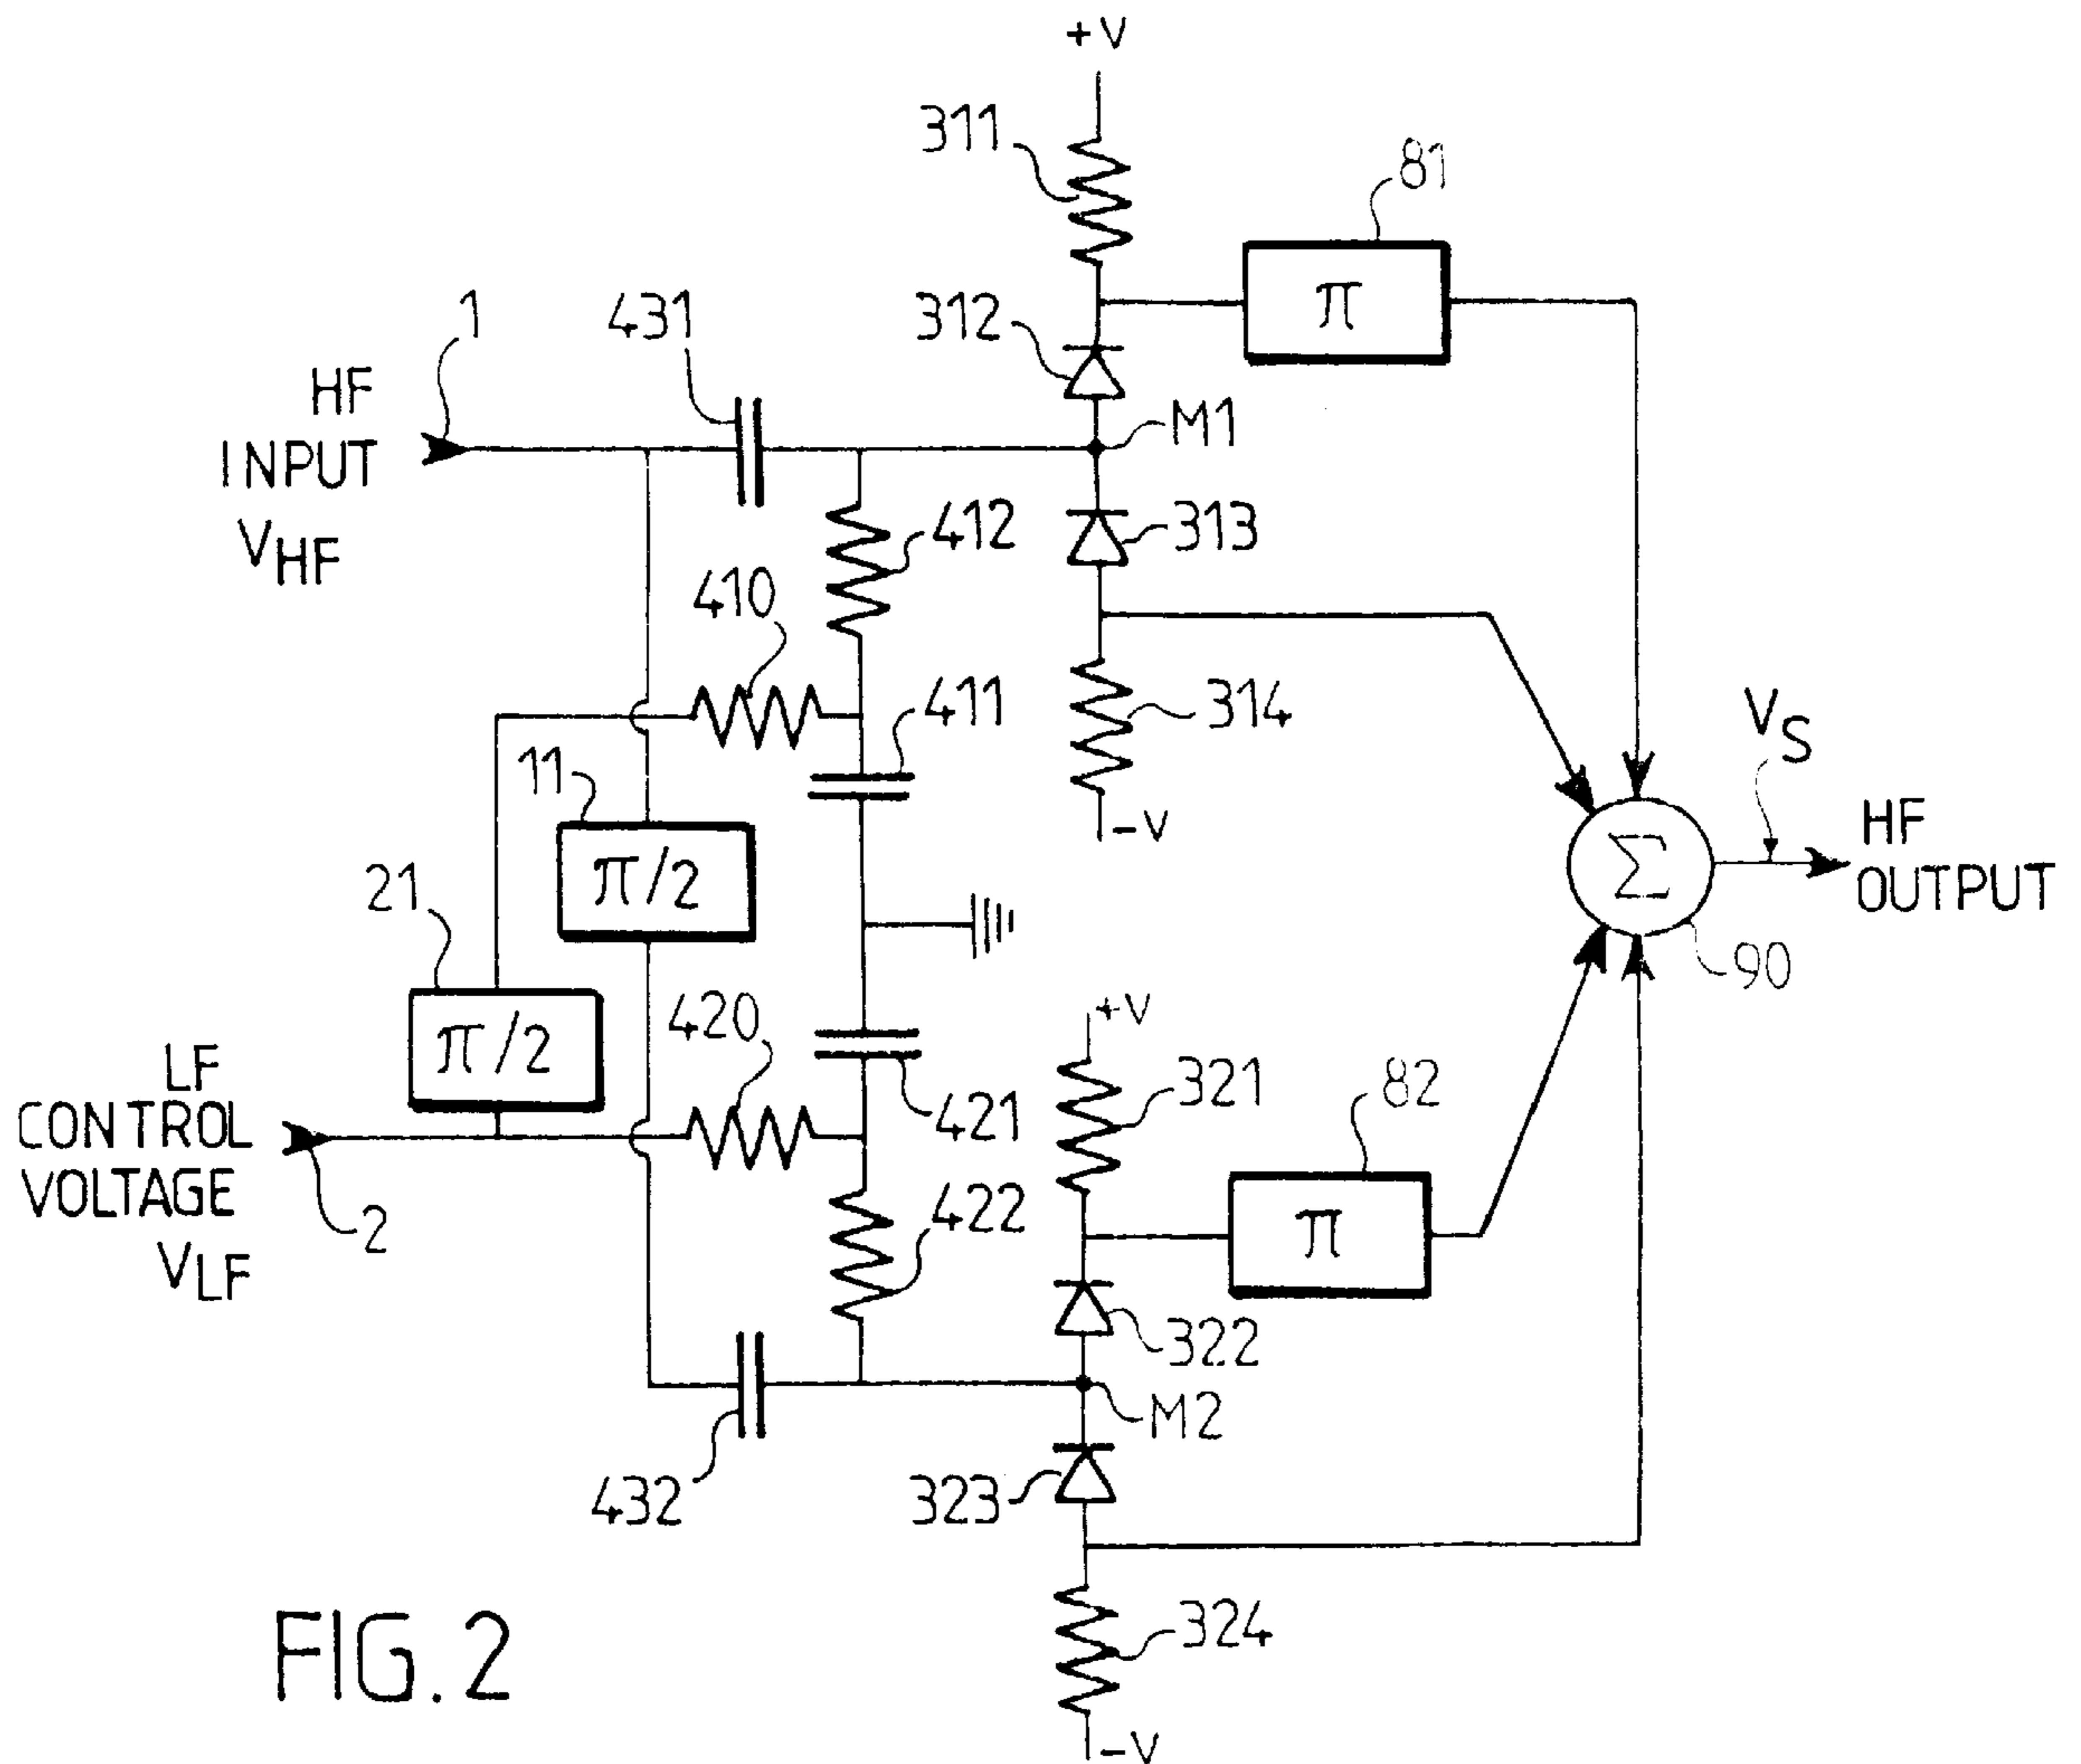 +V
311
81
π
1
431
312
HF
INPUT
VHF
M1
412
313
410
411
314
VS
11
-V
HF
OUTPUT
Σ
π/2
21
90
π/2
420
+V
LF
CONTROL
VOLTAGE
VLF
421
321
82
2
422
π
322
M2
432
323
324
FIG. 2
-V